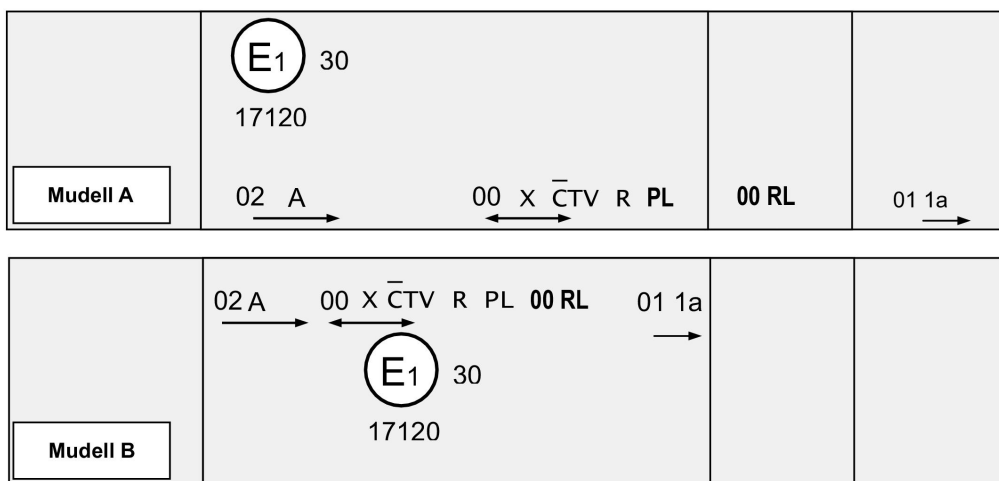 E1 30
17120
Mudell A 02 A 00 X C̅TV R PL 00 RL 01 1a
02 A 00 X C̅TV R PL 00 RL 01 1a
E1 30
17120
Mudell B